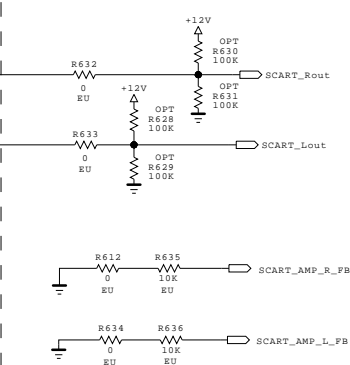 +12V
OPT
R630
100K
R632
0
EU
SCART_Rout
+12V
OPT
R631
100K
OPT
R628
100K
R633
0
EU
SCART_Lout
OPT
R629
100K
R612
0
EU
R635
10K
EU
SCART_AMP_R_FB
R634
0
EU
R636
10K
EU
SCART_AMP_L_FB